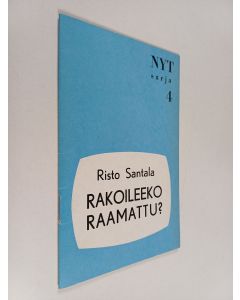 NYT
sarja
4
Risto Santala
RAKOILEEKO
RAAMATTU?